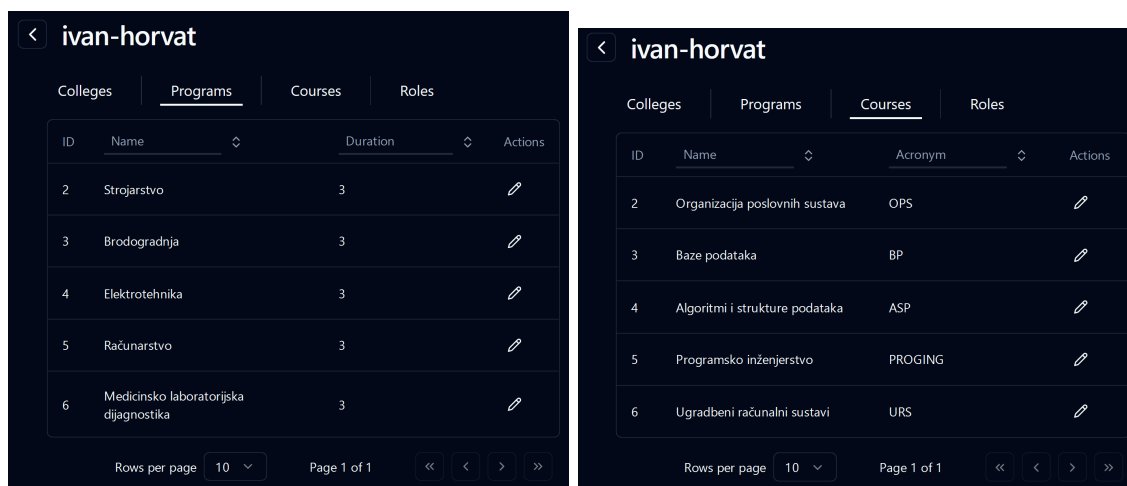 ivan-horvat
Colleges Programs Courses Roles
ID Name Duration Actions
2 Strojarstvo 3
3 Brodogradnja 3
4 Elektrotehnika 3
5 Računarstvo 3
6 Medicinsko laboratorijska dijagnostika 3
Rows per page 10 Page 1 of 1
ivan-horvat
Colleges Programs Courses Roles
ID Name Acronym Actions
2 Organizacija poslovnih sustava OPS
3 Baze podataka BP
4 Algoritmi i strukture podataka ASP
5 Programsko inženjerstvo PROGING
6 Ugradbeni računalni sustavi URS
Rows per page 10 Page 1 of 1